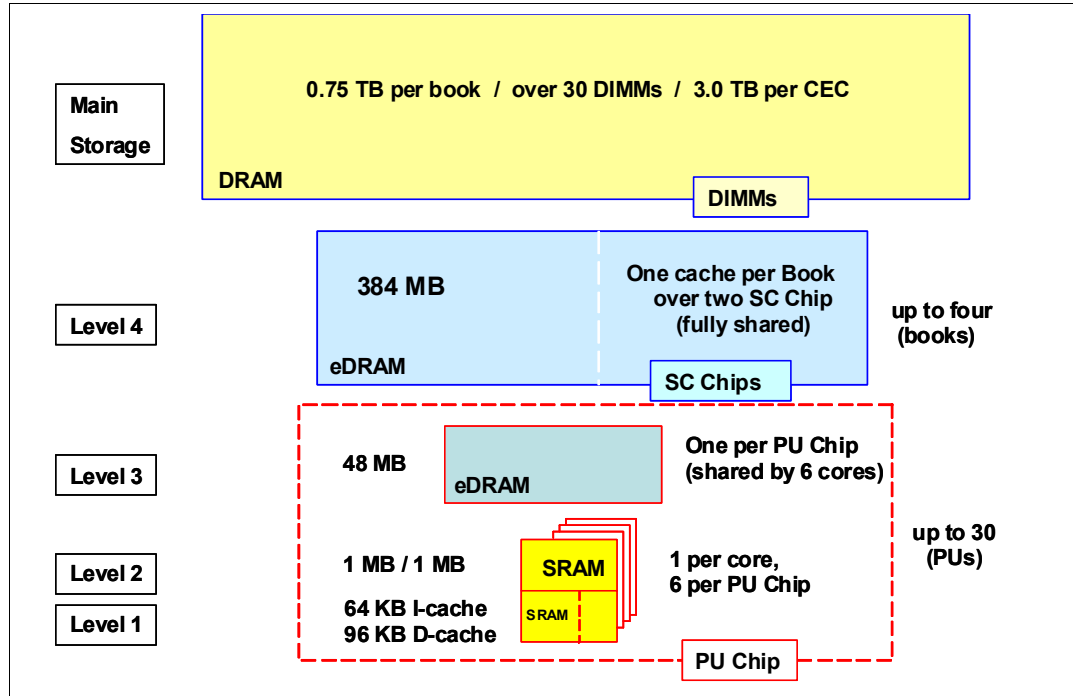 Main
Storage
0.75 TB per book / over 30 DIMMs / 3.0 TB per CEC
DRAM
DIMMs
Level 4
384 MB
One cache per Book
over two SC Chip
(fully shared)
eDRAM
SC Chips
up to four
(books)
Level 3
48 MB
eDRAM
One per PU Chip
(shared by 6 cores)
up to 30
(PUs)
Level 2
1 MB / 1 MB
SRAM
1 per core,
6 per PU Chip
Level 1
64 KB I-cache
96 KB D-cache
SRAM
PU Chip